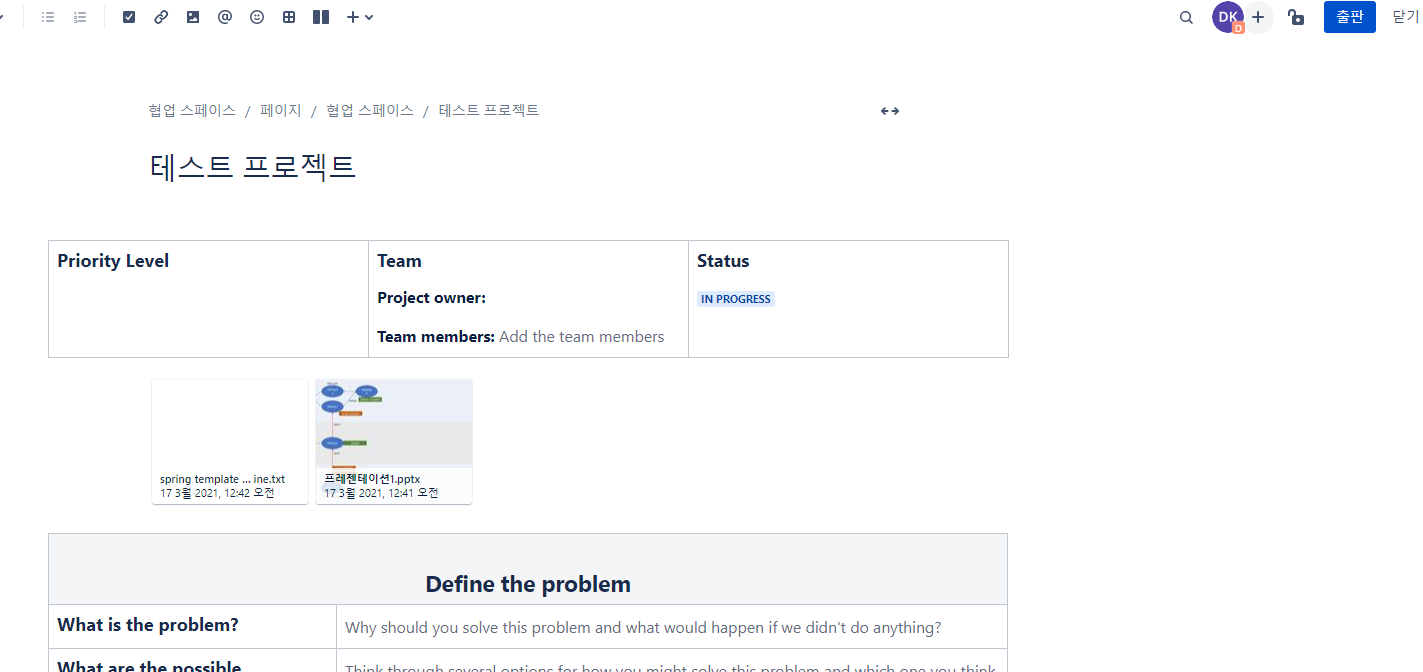 DK
D
출판
닫기
협업 스페이스 / 페이지 / 협업 스페이스 / 테스트 프로젝트
테스트 프로젝트
Priority Level
Team
Status
Project owner:
IN PROGRESS
Team members: Add the team members
spring template ... ine.txt
17 3월 2021, 12:42 오전
프레젠테이션1.pptx
17 3월 2021, 12:41 오전
Define the problem
What is the problem?
Why should you solve this problem and what would happen if we didn't do anything?
What are the possible
Think through several options for how you might solve this problem and which one you think